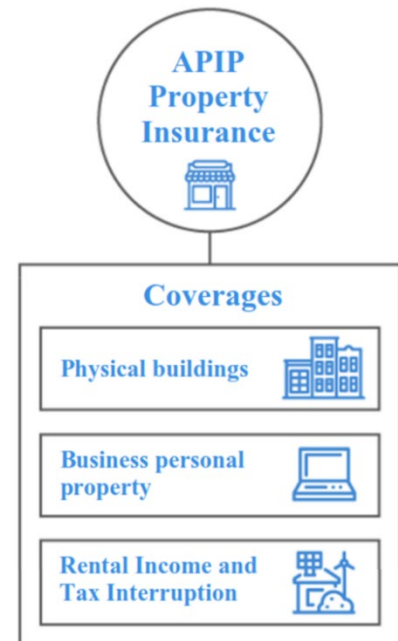 APIP
Property
Insurance
Coverages
Physical buildings
Business personal
property
Rental Income and
Tax Interruption